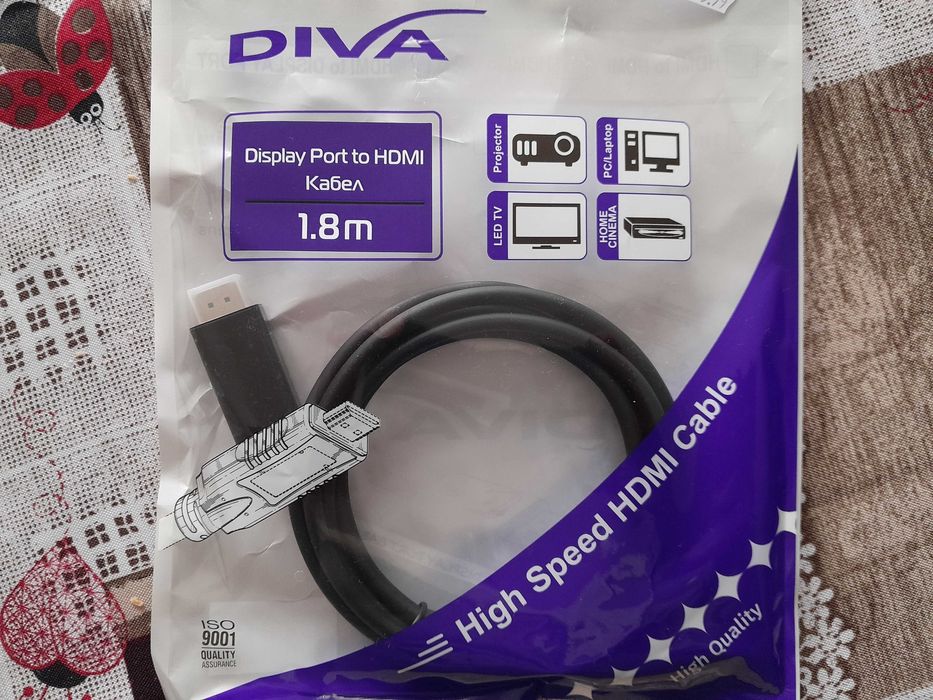 DIVA
Display Port to HDMI
Кабел
1.8m
Projector
PC/Laptop
LED TV
HOME
CINEMA
High Speed HDMI Cable
High Quality
ISO
9001
QUALITY
ASSURANCE